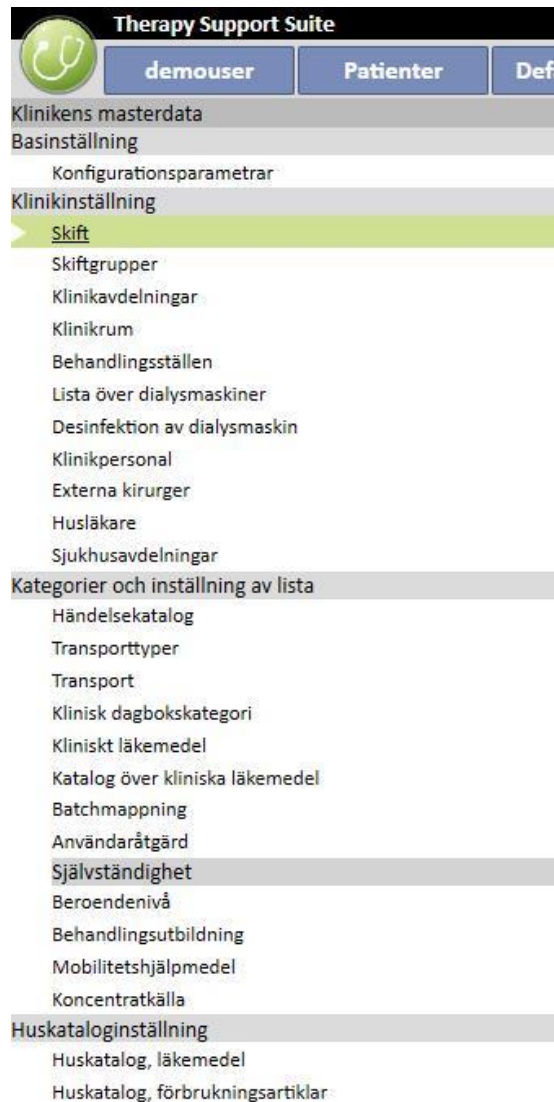 Therapy Support Suite
demouser Patienter Def
Klinikens masterdata
Basinställning
Konfigurationsparametrar
Klinikinställning
Skift
Skiftgrupper
Klinikavdelningar
Klinikrum
Behandlingsställen
Lista över dialysmaskiner
Desinfektion av dialysmaskin
Klinikpersonal
Externa kirurger
Husläkare
Sjukhusavdelningar
Kategorier och inställning av lista
Händelsekatalog
Transporttyper
Transport
Klinisk dagbokskategori
Kliniskt läkemedel
Katalog över kliniska läkemedel
Batchmappning
Användaråtgärd
Självständighet
Beroendenivå
Behandlingsutbildning
Mobilitetshjälpmedel
Koncentratkälla
Huskataloginställning
Huskatalog, läkemedel
Huskatalog, förbrukningsartiklar